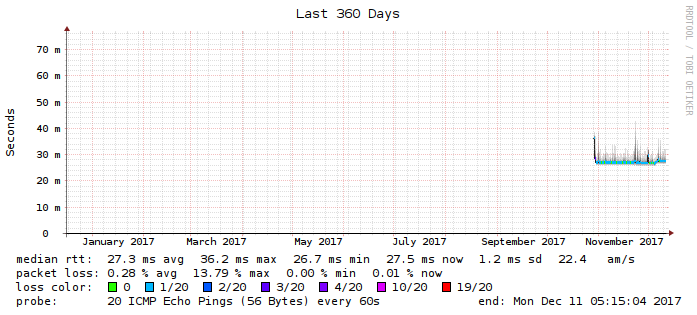 Last 360 Days
RRDTOOL / TOBI OETIKER
Seconds
70 m
60 m
50 m
40 m
30 m
20 m
10 m
0
January 2017 March 2017 May 2017 July 2017 September 2017 November 2017
median rtt: 27.3 ms avg 36.2 ms max 26.7 ms min 27.5 ms now 1.2 ms sd 22.4 am/s
packet loss: 0.28 % avg 13.79 % max 0.00 % min 0.01 % now
loss color: 0 1/20 2/20 3/20 4/20 10/20 19/20
probe: 20 ICMP Echo Pings (56 Bytes) every 60s end: Mon Dec 11 05:15:04 2017